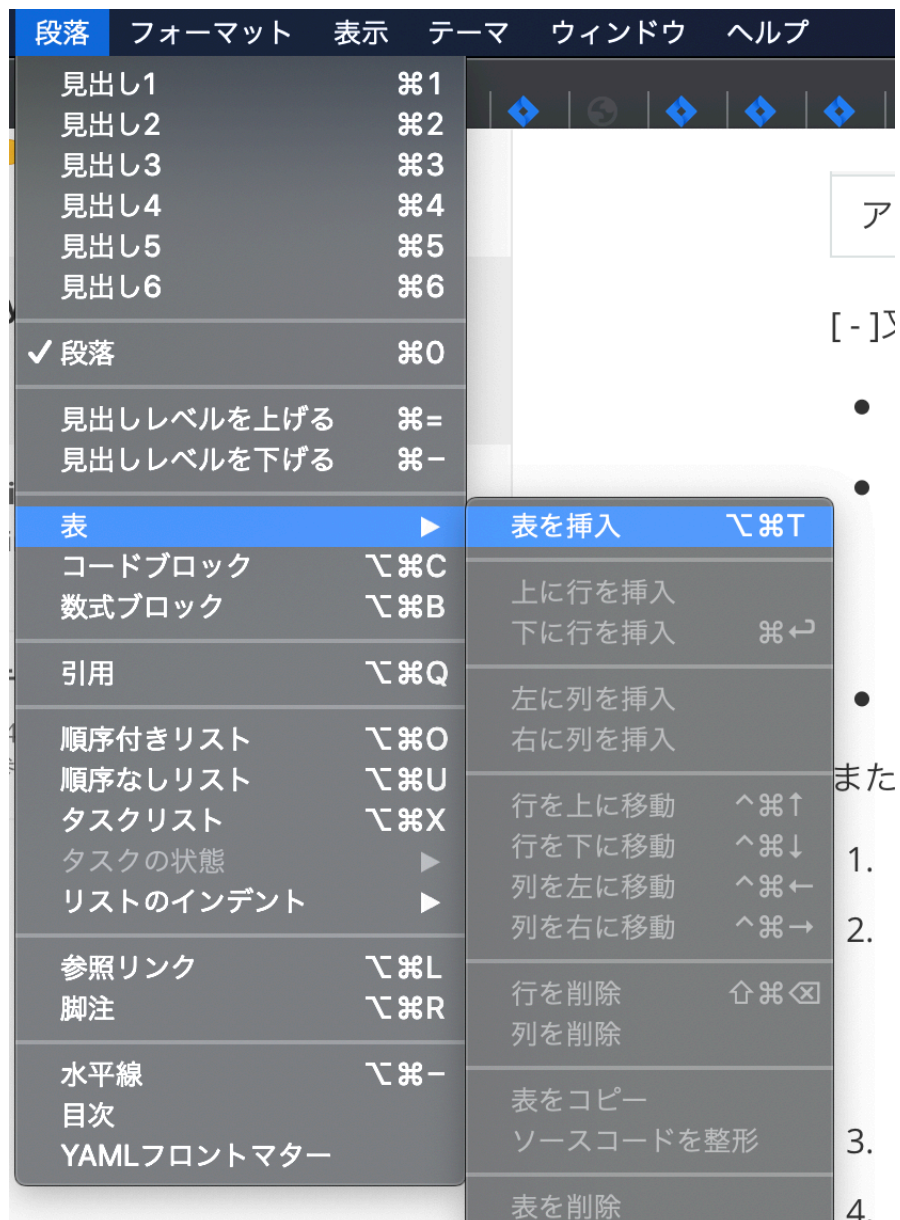 段落 フォーマット 表示 テーマ ウィンドウ ヘルプ
見出し1 ⌘1
見出し2 ⌘2
見出し3 ⌘3
見出し4 ⌘4
見出し5 ⌘5
見出し6 ⌘6
✓ 段落 ⌘0
見出しレベルを上げる ⌘=
見出しレベルを下げる ⌘−
表 ▶
コードブロック ⌥⌘C
数式ブロック ⌥⌘B
引用 ⌥⌘Q
順序付きリスト ⌥⌘O
順序なしリスト ⌥⌘U
タスクリスト ⌥⌘X
タスクの状態 ▶
リストのインデント ▶
参照リンク ⌥⌘L
脚注 ⌥⌘R
水平線 ⌥⌘−
目次
YAMLフロントマター
表を挿入 ⌥⌘T
上に行を挿入
下に行を挿入 ⌘↩
左に列を挿入
右に列を挿入
行を上に移動 ^⌘↑
行を下に移動 ^⌘↓
列を左に移動 ^⌘←
列を右に移動 ^⌘→
行を削除 ⇧⌘⌫
列を削除
表をコピー
ソースコードを整形
表を削除
ア
[ - ]
また
1.
2.
3.
4.